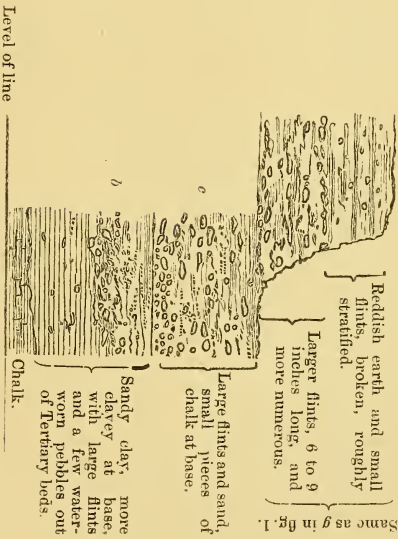 Same as g in fig. 1.
Reddish earth and small
flints, broken, roughly
stratified.
Larger flints, 6 to 9
inches long, and
more numerous.
c
Large flints and sand,
small pieces of
chalk at base.
b
Sandy clay, more
clayey at base,
with large flints
and a few water-
worn pebbles out
of Tertiary beds.
Chalk.
Level of line